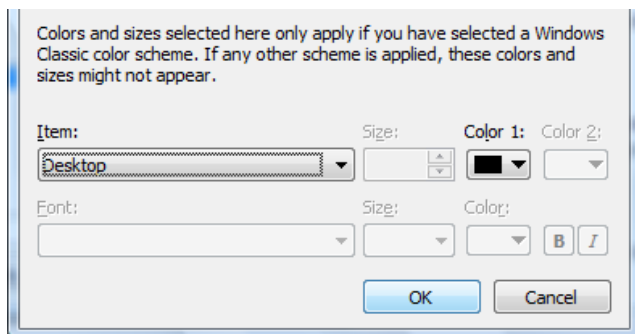 Colors and sizes selected here only apply if you have selected a Windows
Classic color scheme. If any other scheme is applied, these colors and
sizes might not appear.
Item: Size: Color 1: Color 2:
Desktop
Font: Size: Color:
B I
OK Cancel